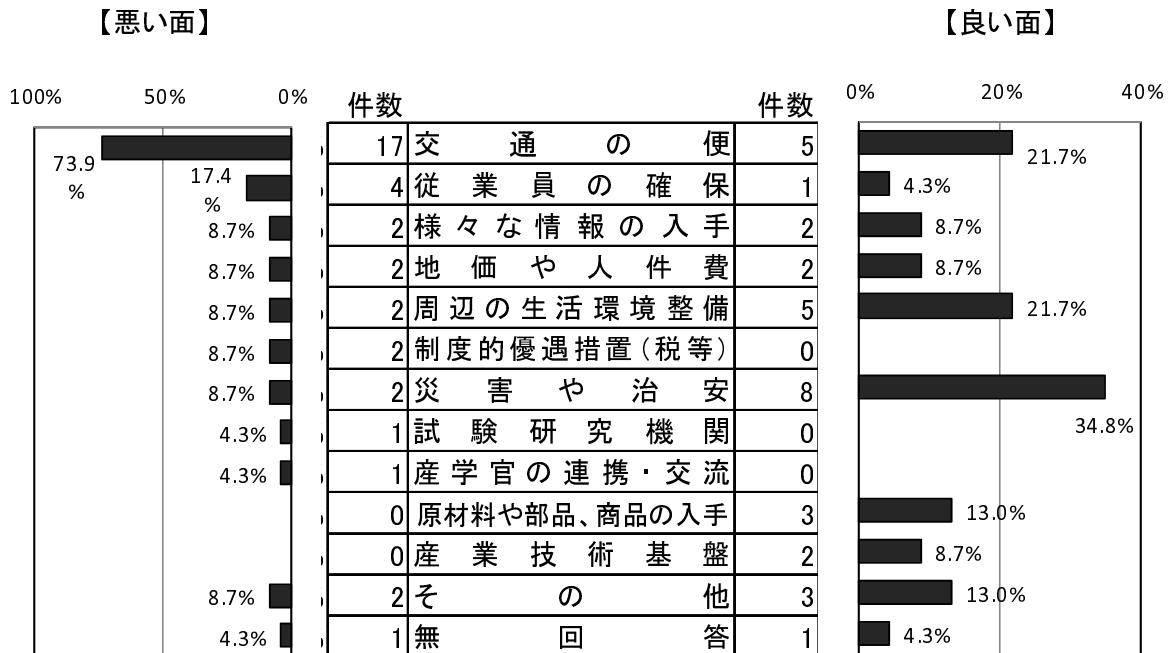 【悪い面】 【良い面】
100% 50% 0% 件数 件数 0% 20% 40%
73.9% 17 交通の便 5 21.7%
17.4% 4 従業員の確保 1 4.3%
8.7% 2 様々な情報の入手 2 8.7%
8.7% 2 地価や人件費 2 8.7%
8.7% 2 周辺の生活環境整備 5 21.7%
8.7% 2 制度的優遇措置(税等) 0
8.7% 2 災害や治安 8 34.8%
4.3% 1 試験研究機関 0
4.3% 1 産学官の連携・交流 0
0 原材料や部品、商品の入手 3 13.0%
0 産業技術基盤 2 8.7%
8.7% 2 その他 3 13.0%
4.3% 1 無回答 1 4.3%